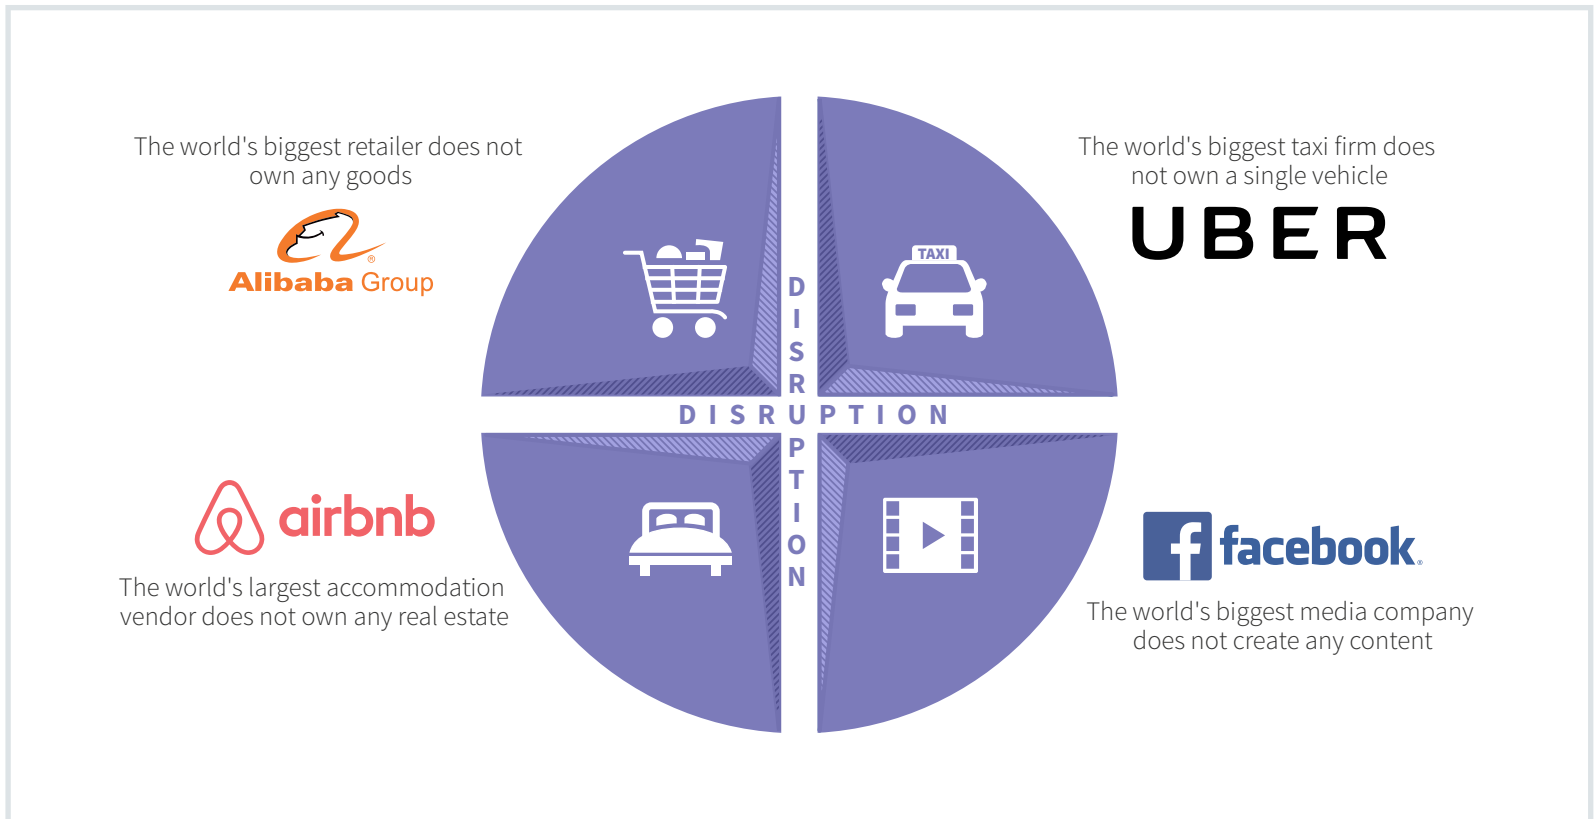 The world's biggest retailer does not
own any goods
Alibaba Group
The world's biggest taxi firm does
not own a single vehicle
UBER
TAXI
DISRUPTION
DISRUPTION
airbnb
The world's largest accommodation
vendor does not own any real estate
facebook
The world's biggest media company
does not create any content